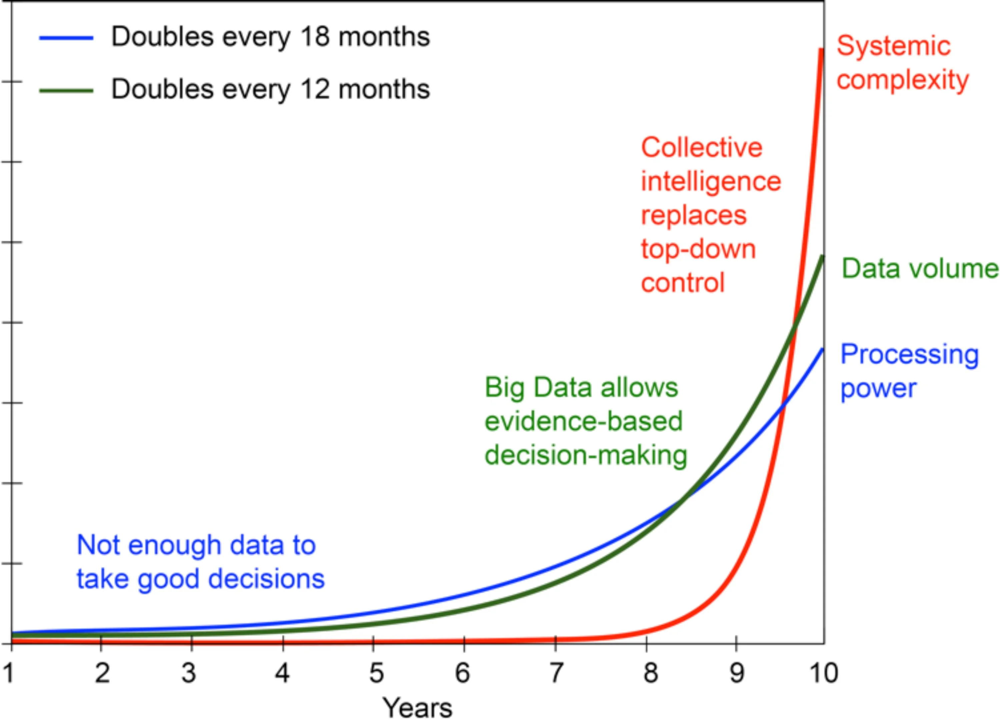 Doubles every 18 months
Doubles every 12 months
Systemic
complexity
Collective
intelligence
replaces
top-down
control
Data volume
Processing
power
Big Data allows
evidence-based
decision-making
Not enough data to
take good decisions
1 2 3 4 5 6 7 8 9 10
Years